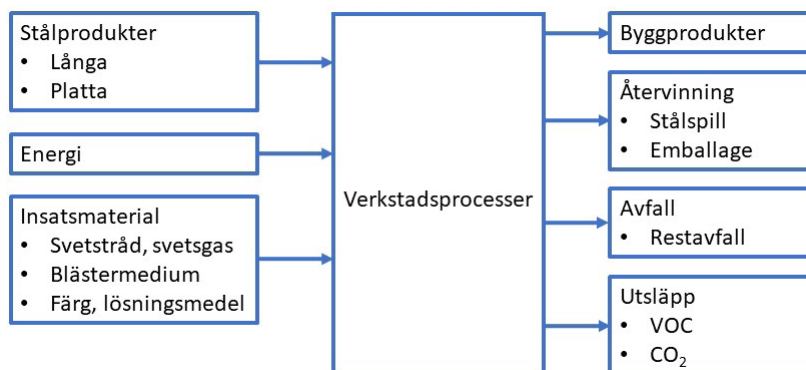 Stålprodukter
• Långa
• Platta
Energi
Insatsmaterial
• Svetstråd, svetsgas
• Blästermedium
• Färg, lösningsmedel
Verkstadsprocesser
Byggprodukter
Återvinning
• Stålspill
• Emballage
Avfall
• Restavfall
Utsläpp
• VOC
• CO₂